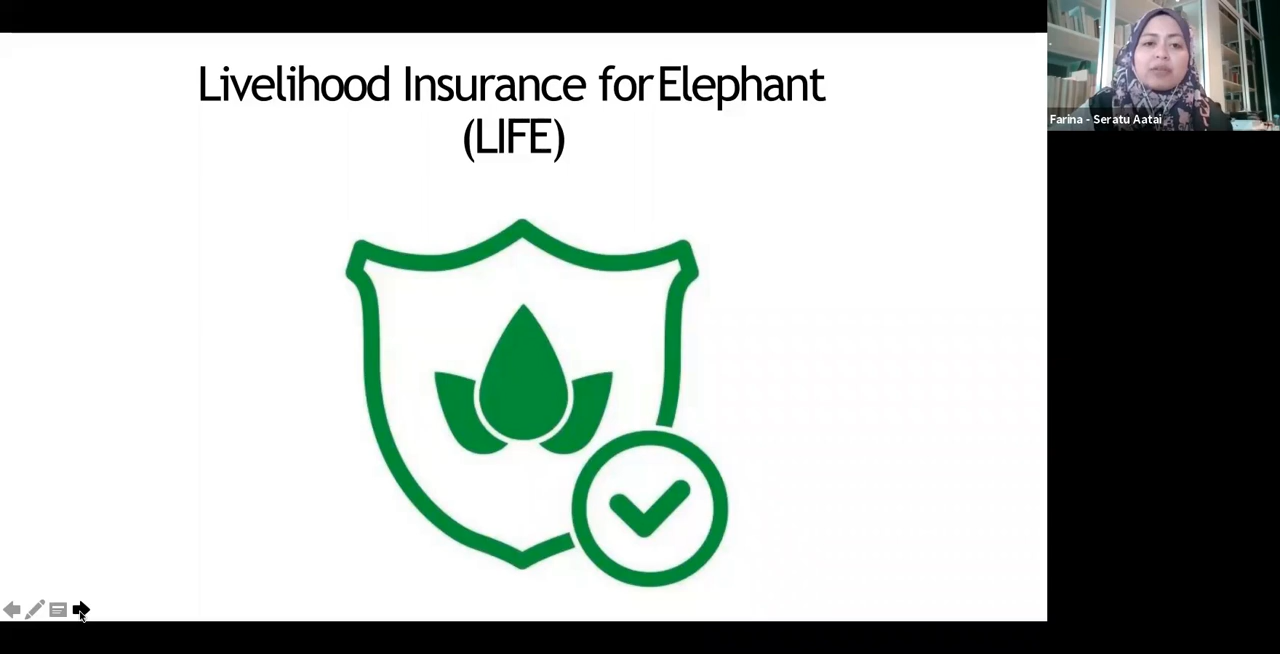 Livelihood Insurance for Elephant
(LIFE)
Farina - Seratu Aatai